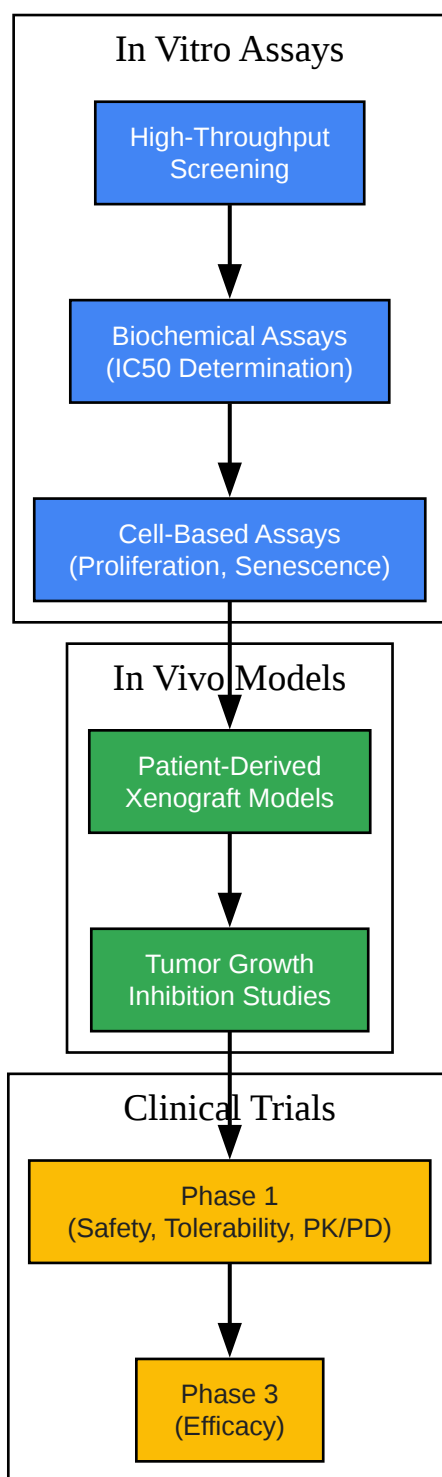 In Vitro Assays
High-Throughput
Screening
Biochemical Assays
(IC50 Determination)
Cell-Based Assays
(Proliferation, Senescence)
In Vivo Models
Patient-Derived
Xenograft Models
Tumor Growth
Inhibition Studies
Clinical Trials
Phase 1
(Safety, Tolerability, PK/PD)
Phase 3
(Efficacy)